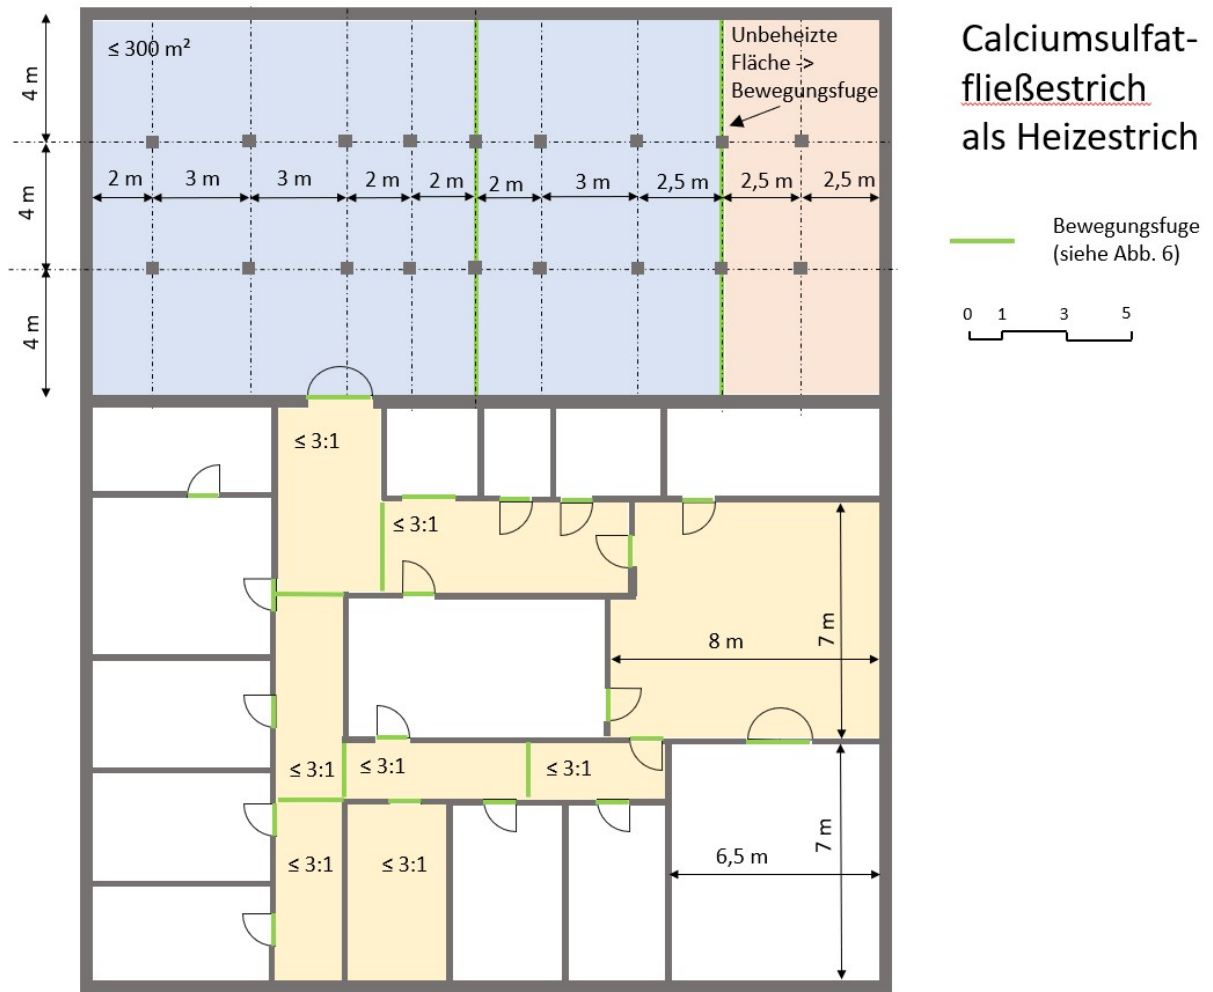 Calciumsulfat-
fließestrich
als Heizestrich
Bewegungsfuge
(siehe Abb. 6)
0 1 3 5
≤ 300 m²
Unbeheizte
Fläche ->
Bewegungsfuge
4 m
4 m
4 m
2 m 3 m 3 m 2 m 2 m 2 m 3 m 2,5 m 2,5 m 2,5 m
≤ 3:1
≤ 3:1
8 m
7 m
≤ 3:1
≤ 3:1
≤ 3:1
≤ 3:1
≤ 3:1
6,5 m
7 m